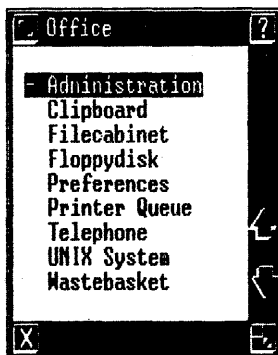 Office ?
- Administration
Clipboard
Filecabinet
Floppydisk
Preferences
Printer Queue
Telephone
UNIX System
Wastebasket
X